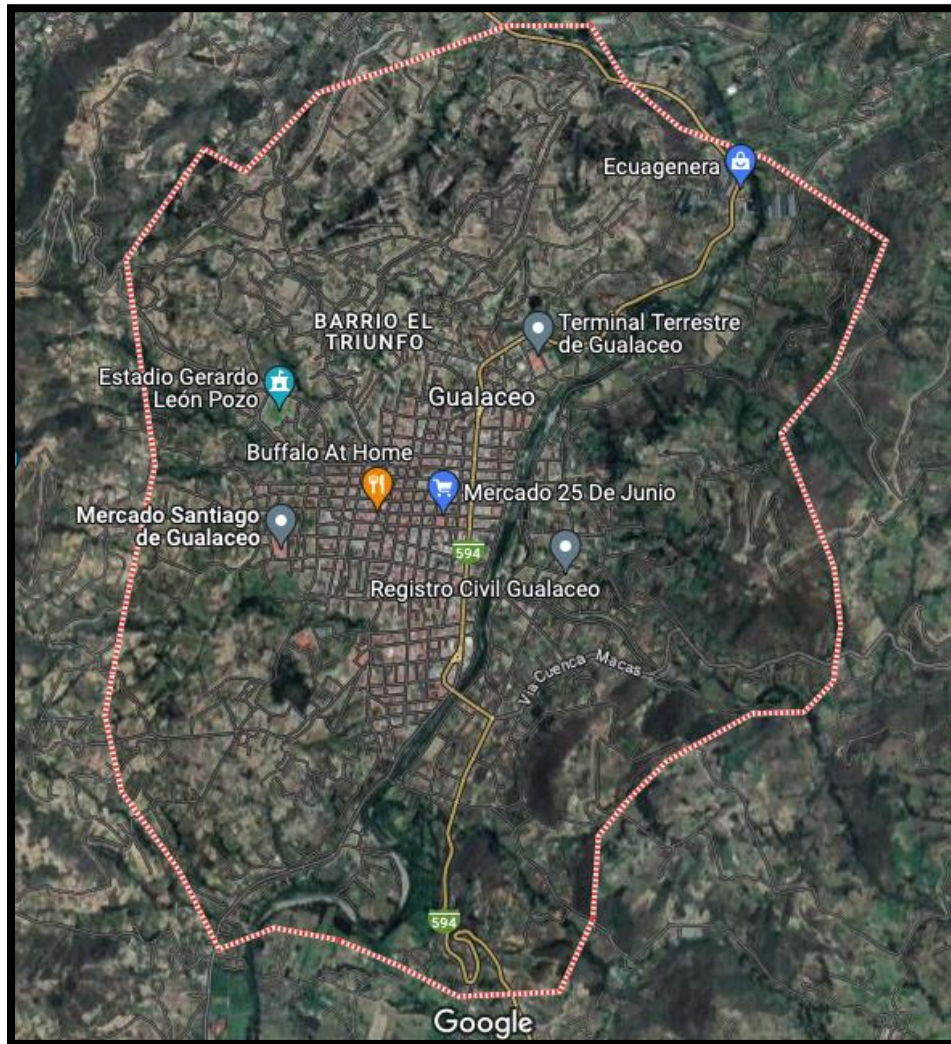 Ecuagenera
BARRIO EL
TRIUNFO
Terminal Terrestre
de Gualaceo
Estadio Gerardo
León Pozo
Gualaceo
Buffalo At Home
Mercado 25 De Junio
Mercado Santiago
de Gualaceo
594
Registro Civil Gualaceo
Via Cuenca - Macas
594
Google